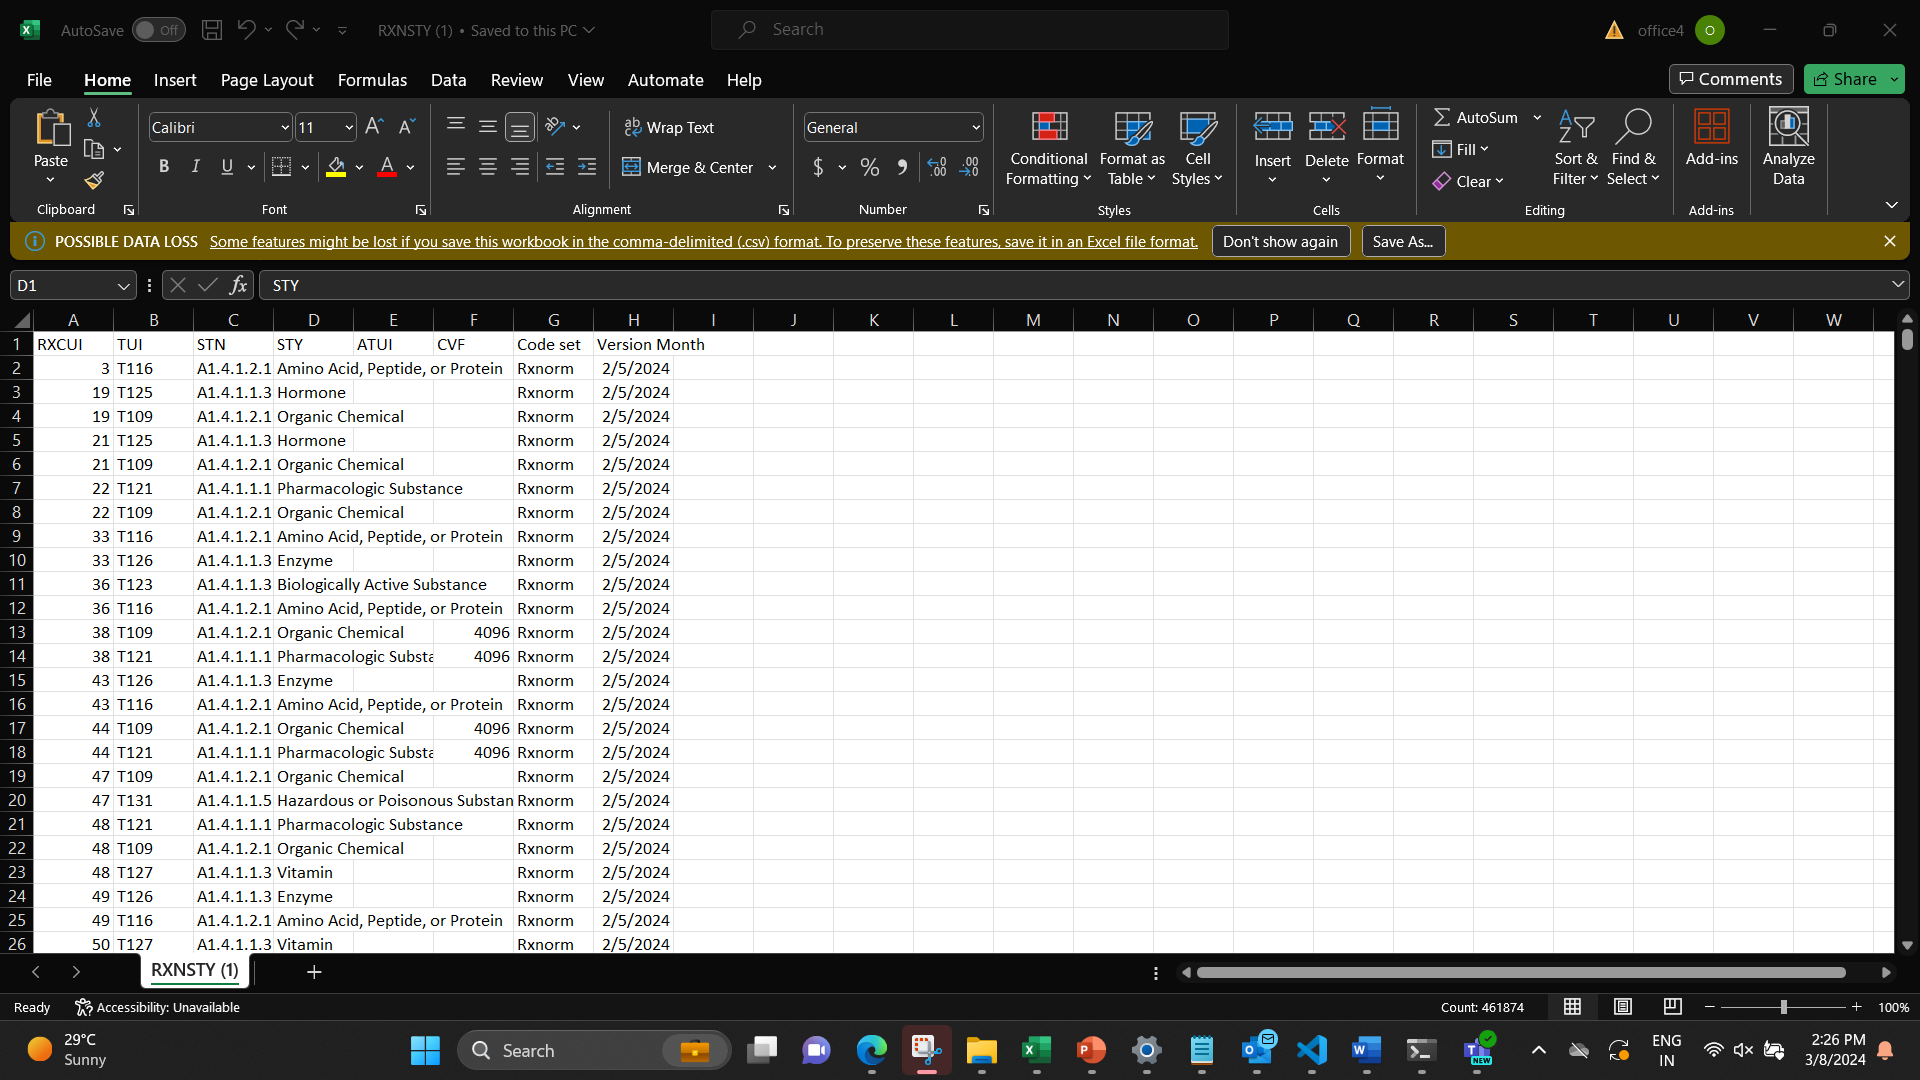 AutoSave Off RXNSTY (1) • Saved to this PC Search office4 O
File Home Insert Page Layout Formulas Data Review View Automate Help Comments Share
Paste Calibri 11 Wrap Text General Conditional Formatting Format as Table Cell Styles Insert Delete Format AutoSum Fill Clear Sort & Filter Find & Select Add-ins Analyze Data
B I U A Merge & Center $ %
Clipboard Font Alignment Number Styles Cells Editing Add-ins
POSSIBLE DATA LOSS Some features might be lost if you save this workbook in the comma-delimited (.csv) format. To preserve these features, save it in an Excel file format. Don't show again Save As...
D1 fx STY
A B C D E F G H I J K L M N O P Q R S T U V W
1 RXCUI TUI STN STY ATUI CVF Code set Version Month
2 3 T116 A1.4.1.2.1 Amino Acid, Peptide, or Protein Rxnorm 2/5/2024
3 19 T125 A1.4.1.1.3 Hormone Rxnorm 2/5/2024
4 19 T109 A1.4.1.2.1 Organic Chemical Rxnorm 2/5/2024
5 21 T125 A1.4.1.1.3 Hormone Rxnorm 2/5/2024
6 21 T109 A1.4.1.2.1 Organic Chemical Rxnorm 2/5/2024
7 22 T121 A1.4.1.1.1 Pharmacologic Substance Rxnorm 2/5/2024
8 22 T109 A1.4.1.2.1 Organic Chemical Rxnorm 2/5/2024
9 33 T116 A1.4.1.2.1 Amino Acid, Peptide, or Protein Rxnorm 2/5/2024
10 33 T126 A1.4.1.1.3 Enzyme Rxnorm 2/5/2024
11 36 T123 A1.4.1.1.3 Biologically Active Substance Rxnorm 2/5/2024
12 36 T116 A1.4.1.2.1 Amino Acid, Peptide, or Protein Rxnorm 2/5/2024
13 38 T109 A1.4.1.2.1 Organic Chemical 4096 Rxnorm 2/5/2024
14 38 T121 A1.4.1.1.1 Pharmacologic Substa 4096 Rxnorm 2/5/2024
15 43 T126 A1.4.1.1.3 Enzyme Rxnorm 2/5/2024
16 43 T116 A1.4.1.2.1 Amino Acid, Peptide, or Protein Rxnorm 2/5/2024
17 44 T109 A1.4.1.2.1 Organic Chemical 4096 Rxnorm 2/5/2024
18 44 T121 A1.4.1.1.1 Pharmacologic Substa 4096 Rxnorm 2/5/2024
19 47 T109 A1.4.1.2.1 Organic Chemical Rxnorm 2/5/2024
20 47 T131 A1.4.1.1.5 Hazardous or Poisonous Substan Rxnorm 2/5/2024
21 48 T121 A1.4.1.1.1 Pharmacologic Substance Rxnorm 2/5/2024
22 48 T109 A1.4.1.2.1 Organic Chemical Rxnorm 2/5/2024
23 48 T127 A1.4.1.1.3 Vitamin Rxnorm 2/5/2024
24 49 T126 A1.4.1.1.3 Enzyme Rxnorm 2/5/2024
25 49 T116 A1.4.1.2.1 Amino Acid, Peptide, or Protein Rxnorm 2/5/2024
26 50 T127 A1.4.1.1.3 Vitamin Rxnorm 2/5/2024
RXNSTY (1)
Ready Accessibility: Unavailable Count: 461874 100%
29°C Search ENG 2:26 PM
Sunny NEW IN 3/8/2024